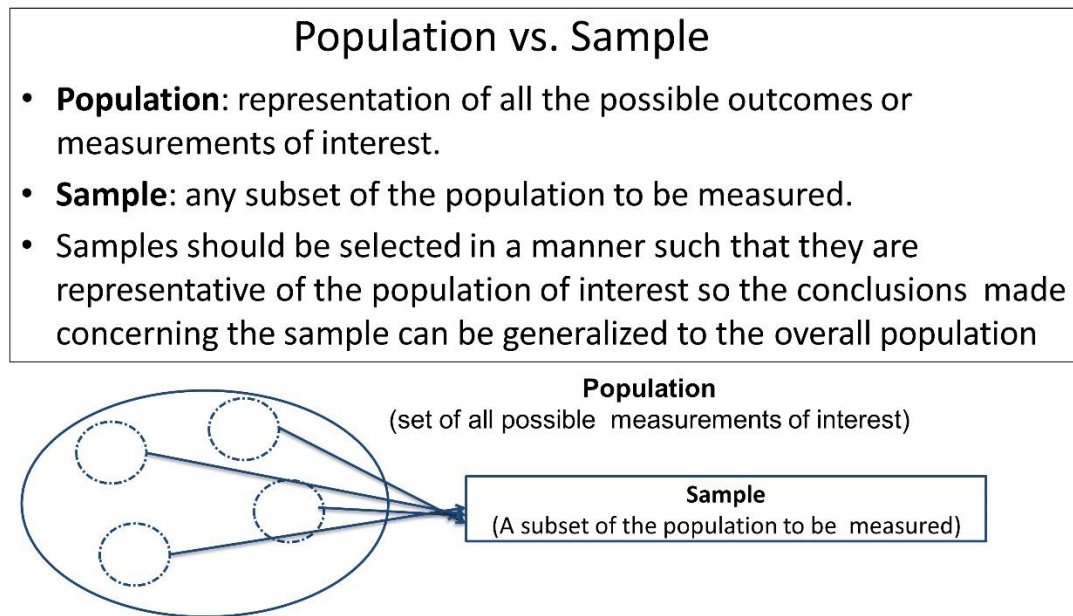 Population vs. Sample
• Population: representation of all the possible outcomes or
measurements of interest.
• Sample: any subset of the population to be measured.
• Samples should be selected in a manner such that they are
representative of the population of interest so the conclusions  made
concerning the sample can be generalized to the overall population
Population
(set of all possible  measurements of interest)
Sample
(A subset of the population to be  measured)